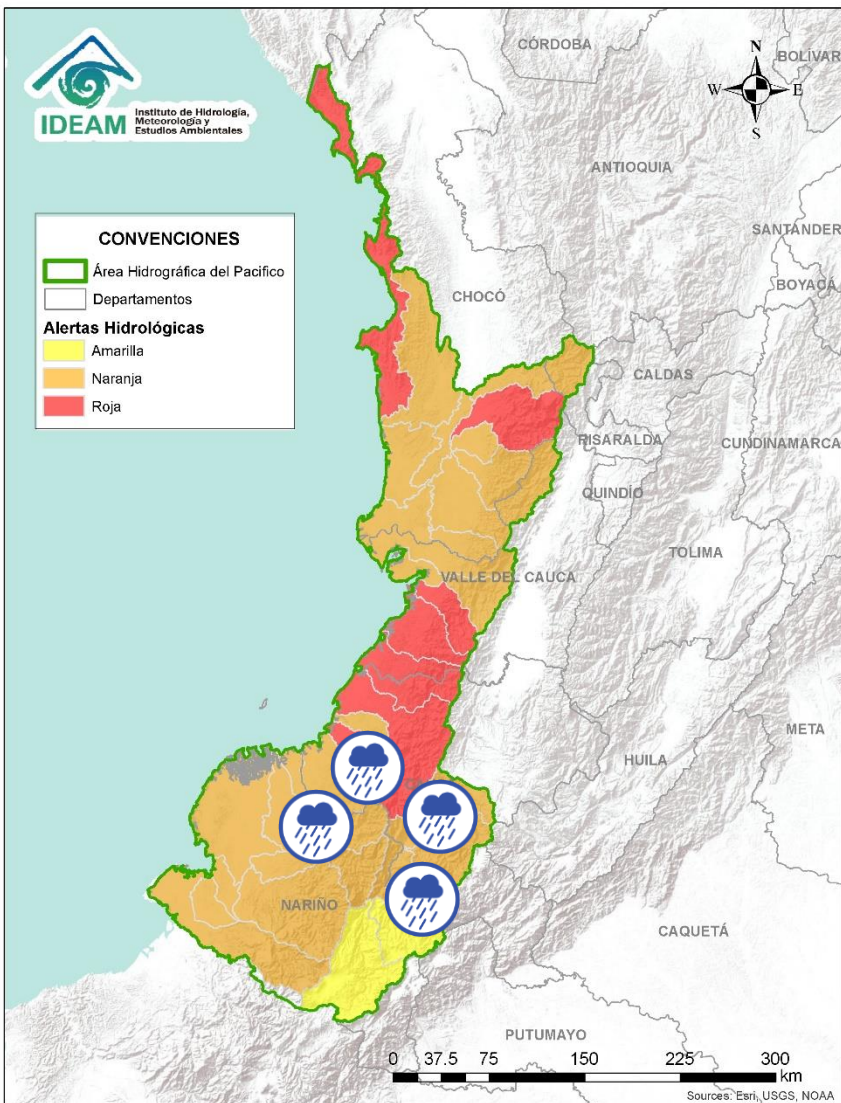 IDEAM
Instituto de Hidrología,
Meteorología y
Estudios Ambientales
CÓRDOBA
BOLÍVAR
N
W
E
S
ANTIOQUIA
SANTANDER
BOYACÁ
CONVENCIONES
Área Hidrográfica del Pacifico
Departamentos
Alertas Hidrológicas
Amarilla
Naranja
Roja
CHOCÓ
CALDAS
RISARALDA
CUNDINAMARCA
QUINDÍO
TOLIMA
VALLE DEL CAUCA
META
HUILA
NARIÑO
CAQUETÁ
PUTUMAYO
0 37.5 75 150 225 300
km
Sources: Esri, USGS, NOAA